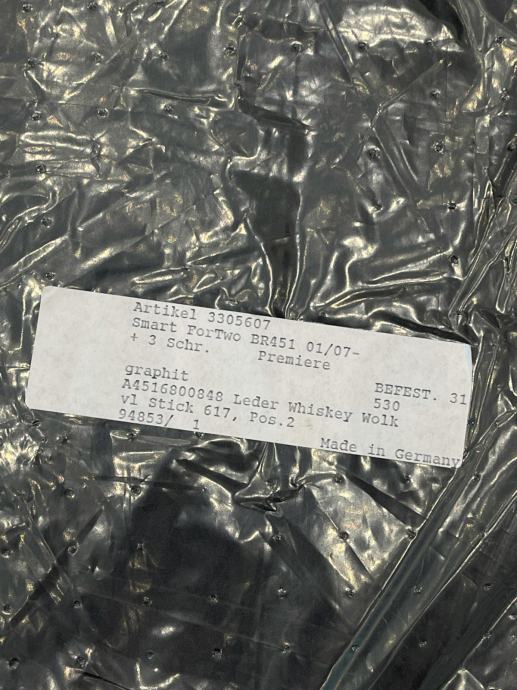 Artikel 3305607
Smart ForTwo BR451 01/07-
+ 3 Schr. Premiere
BEFEST. 31
graphit 530
A4516800848 Leder Whiskey Wolk
vl Stick 617, Pos.2
94853/ 1
Made in Germany